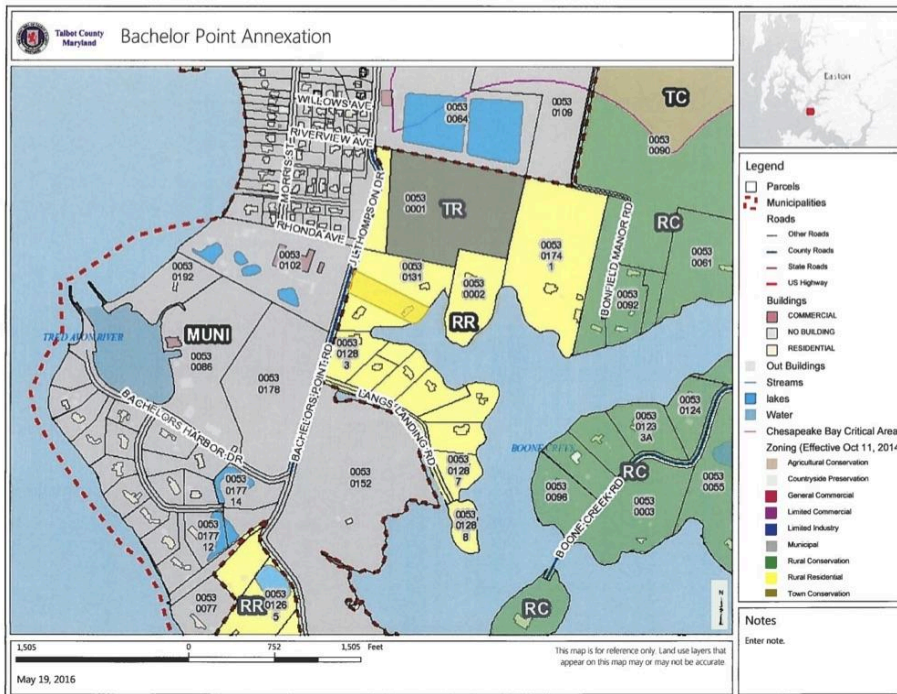 Talbot County
Maryland
Bachelor Point Annexation
Easton
WILLOWS AVE
RIVERVIEW AVE
MORRIS ST
RHONDA AVE
THOMPSON DR
0053
0064
0053
0109
TC
0053
0090
0053
0001
TR
RC
0053
0174
1
BONFIELD MANOR RD
0053
0061
0053
0092
0053
0192
0053
0102
0053
0131
0053
0002
RR
TRED AVON RIVER
MUNI
0053
0086
0053
0178
BACHELORS POINT RD
0053
0128
3
LANGS LANDING RD
BACHELORS HARBOR DR
0053
0128
7
0053
0128
8
BOONE CREEK
0053
0124
0053
0123
3A
RC
0053
0096
0053
0003
0053
0055
BOONE CREEK RD
RC
0053
0152
0053
0177
14
0053
0177
12
0053
0077
RR
0053
0126
5
Legend
Parcels
Municipalities
Roads
Other Roads
County Roads
State Roads
US Highway
Buildings
COMMERCIAL
NO BUILDING
RESIDENTIAL
Out Buildings
Streams
lakes
Water
Chesapeake Bay Critical Area
Zoning (Effective Oct 11, 2014
Agricultural Conservation
Countryside Preservation
General Commercial
Limited Commercial
Limited Industry
Municipal
Rural Conservation
Rural Residential
Town Conservation
Notes
Enter note.
1,505 0 752 1,505 Feet
This map is for reference only. Land use layers that
appear on this map may or may not be accurate
May 19, 2016